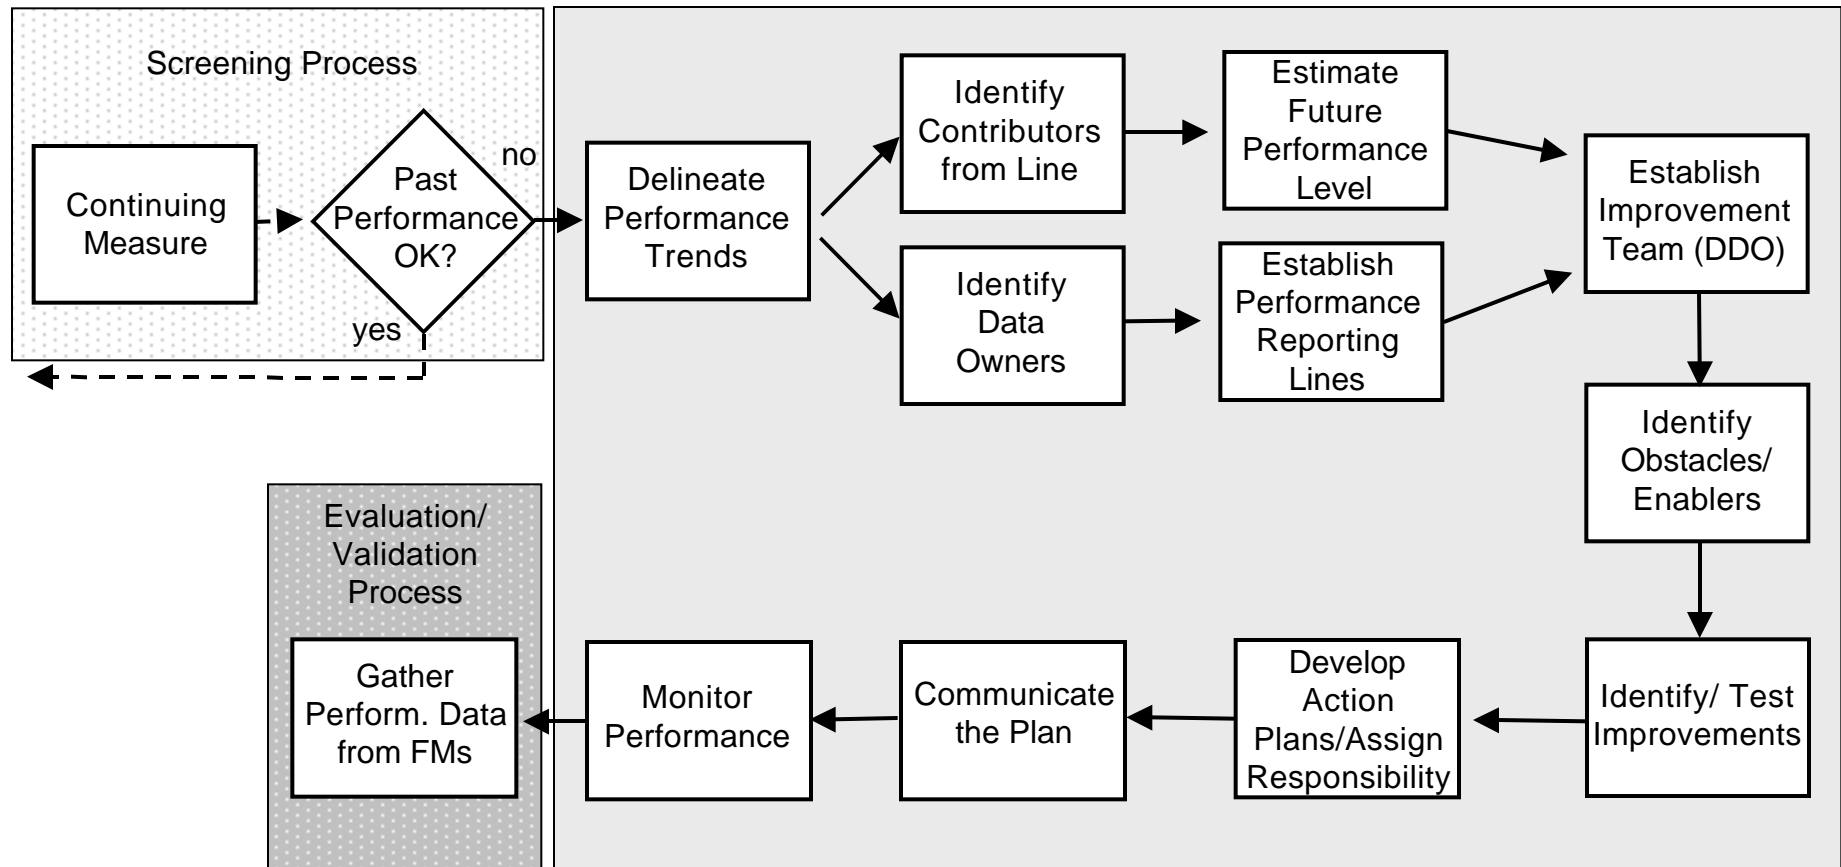 Screening Process
Continuing
Measure
Past
Performance
OK?
no
yes
Delineate
Performance
Trends
Identify
Contributors
from Line
Estimate
Future
Performance
Level
Identify
Data
Owners
Establish
Performance
Reporting
Lines
Establish
Improvement
Team (DDO)
Identify
Obstacles/
Enablers
Identify/ Test
Improvements
Develop
Action
Plans/Assign
Responsibility
Communicate
the Plan
Monitor
Performance
Evaluation/
Validation
Process
Gather
Perform. Data
from FMs